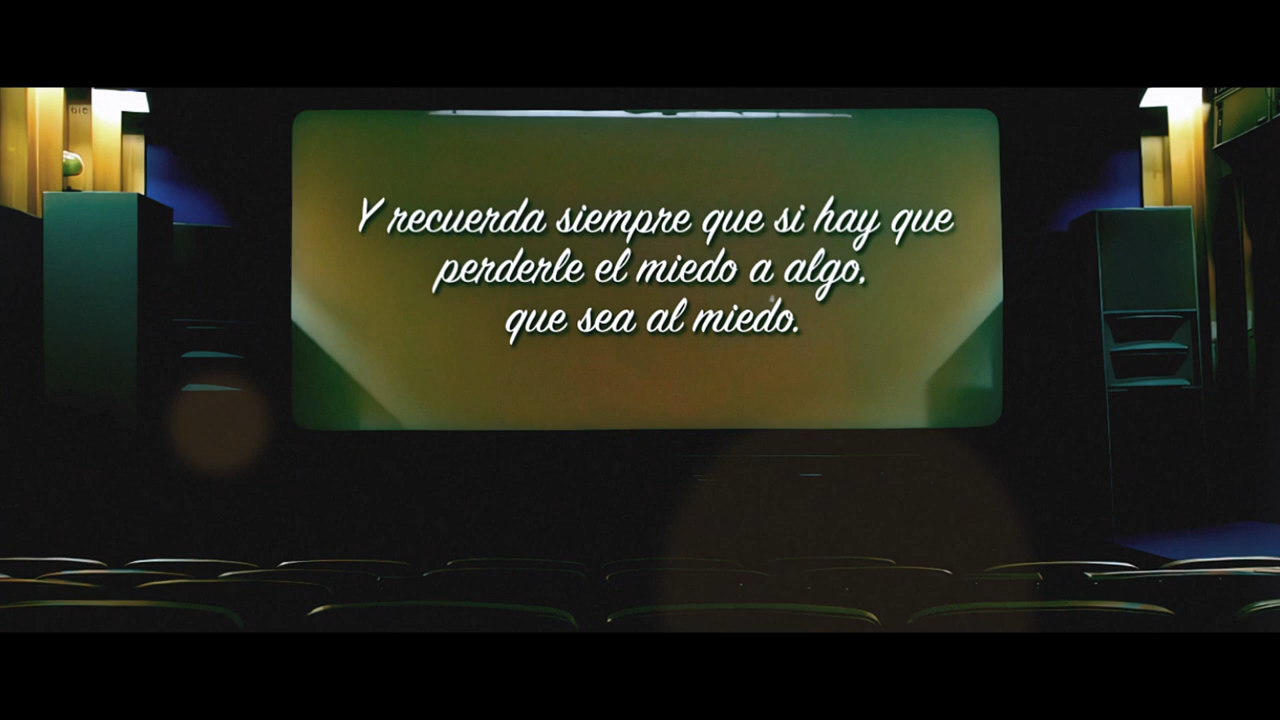 Y recuerda siempre que si hay que
perderle el miedo a algo,
que sea al miedo.